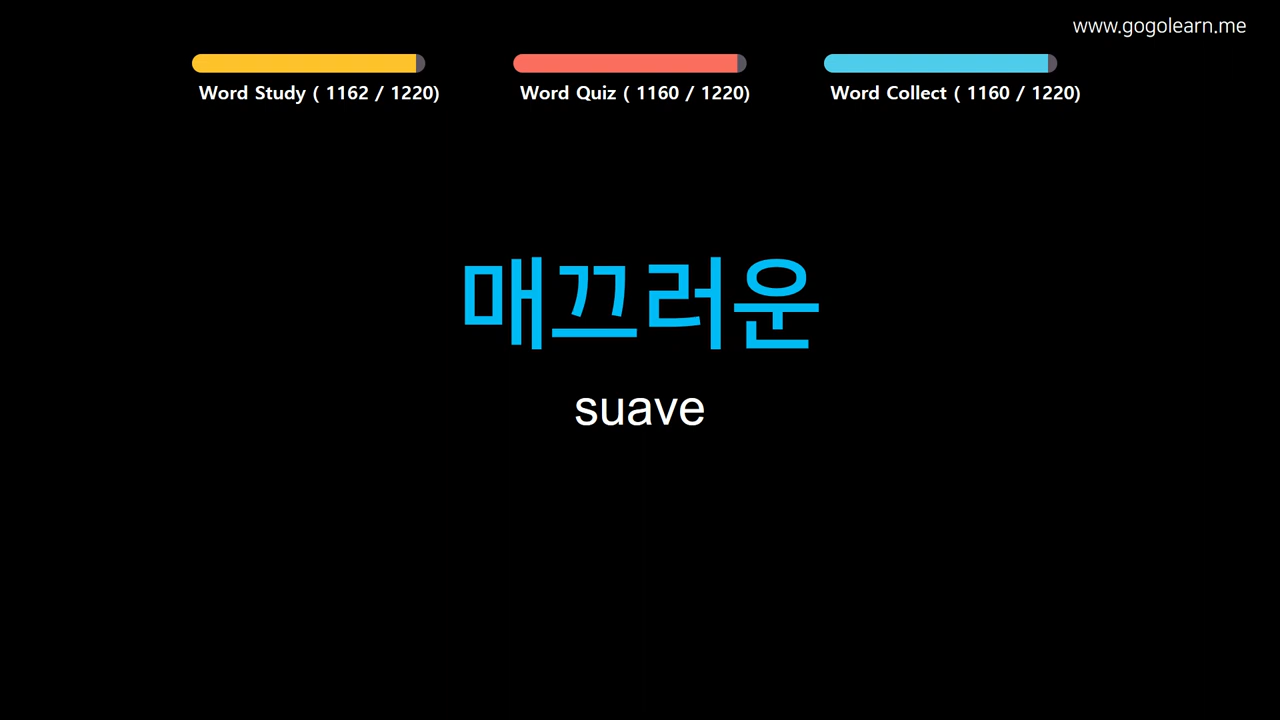 www.gogolearn.me
Word Study ( 1162 / 1220)
Word Quiz ( 1160 / 1220)
Word Collect ( 1160 / 1220)
매끄러운
suave